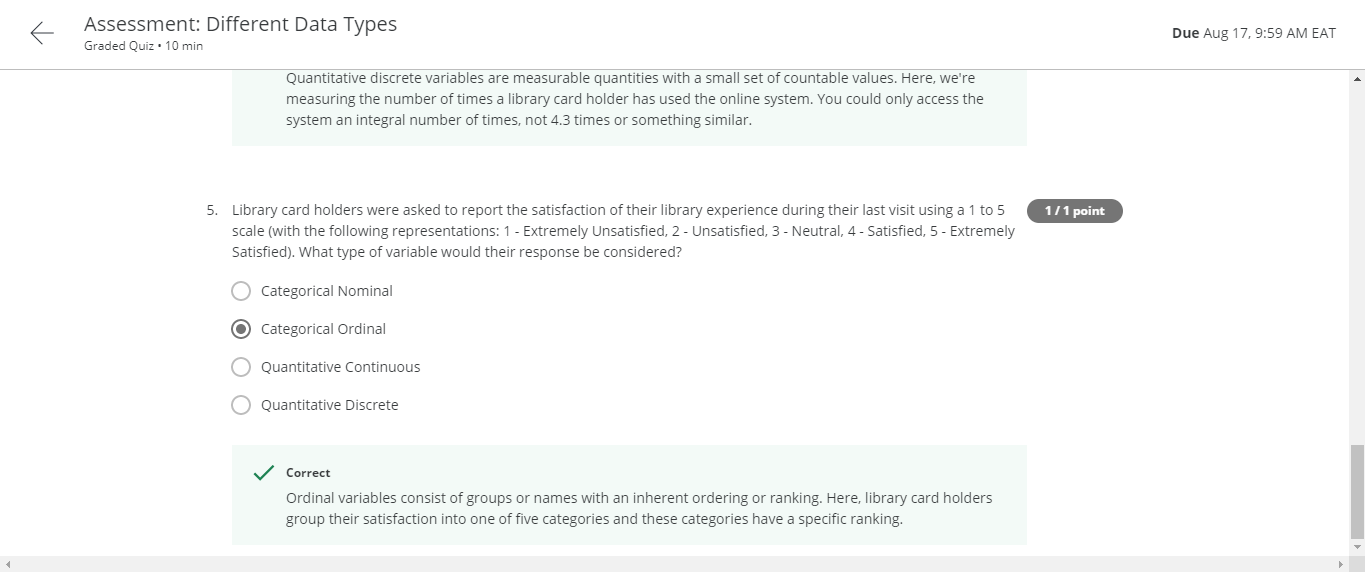 Assessment: Different Data Types
Graded Quiz • 10 min
Due Aug 17, 9:59 AM EAT
Quantitative discrete variables are measurable quantities with a small set of countable values. Here, we're
measuring the number of times a library card holder has used the online system. You could only access the
system an integral number of times, not 4.3 times or something similar.
5. Library card holders were asked to report the satisfaction of their library experience during their last visit using a 1 to 5
scale (with the following representations: 1 - Extremely Unsatisfied, 2 - Unsatisfied, 3 - Neutral, 4 - Satisfied, 5 - Extremely
Satisfied). What type of variable would their response be considered?
1 / 1 point
Categorical Nominal
Categorical Ordinal
Quantitative Continuous
Quantitative Discrete
Correct
Ordinal variables consist of groups or names with an inherent ordering or ranking. Here, library card holders
group their satisfaction into one of five categories and these categories have a specific ranking.